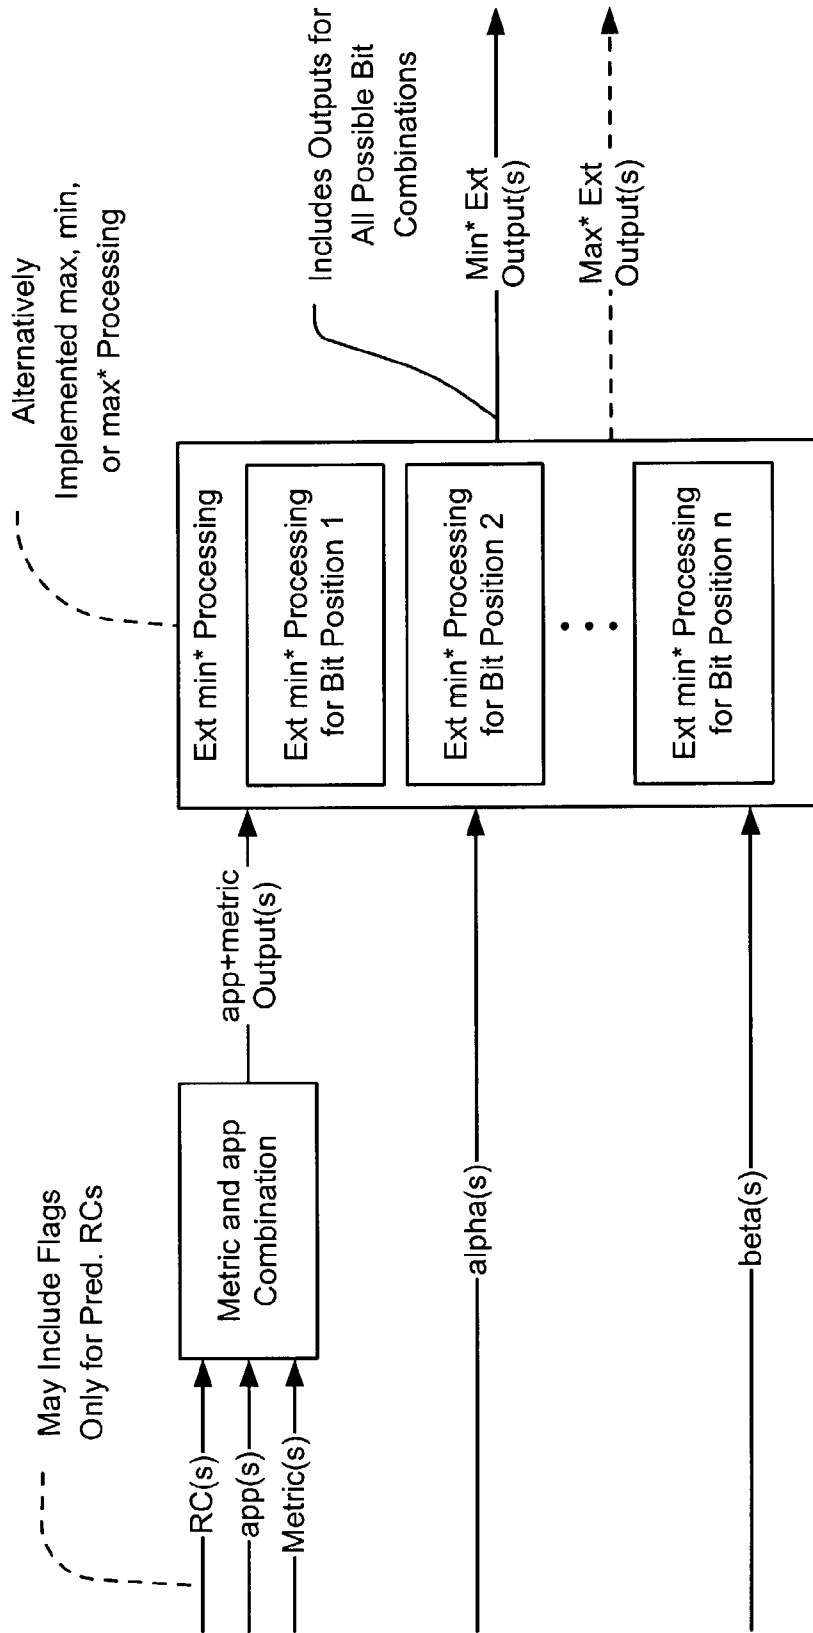 May Include Flags
Only for Pred. RCs
RC(s)
app(s)
Metric(s)
Metric and app
Combination
app+metric
Output(s)
alpha(s)
beta(s)
Alternatively
Implemented max, min,
or max* Processing
Ext min* Processing
Ext min* Processing
for Bit Position 1
Ext min* Processing
for Bit Position 2
Ext min* Processing
for Bit Position n
Includes Outputs for
All Possible Bit
Combinations
Min* Ext
Output(s)
Max* Ext
Output(s)